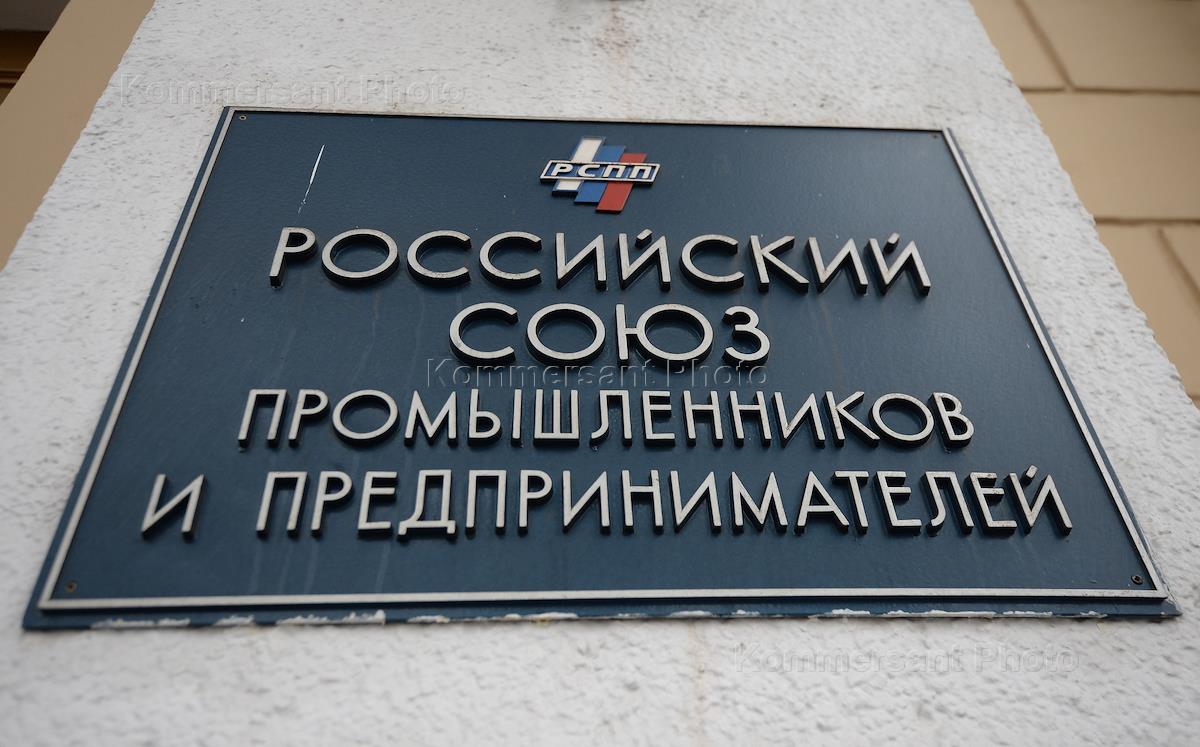 Kommersant Photo
РСПП
РОССИЙСКИЙ
СОЮЗ
Kommersant Photo
ПРОМЫШЛЕННИКОВ
И ПРЕДПРИНИМАТЕЛЕЙ
Kommersant Photo